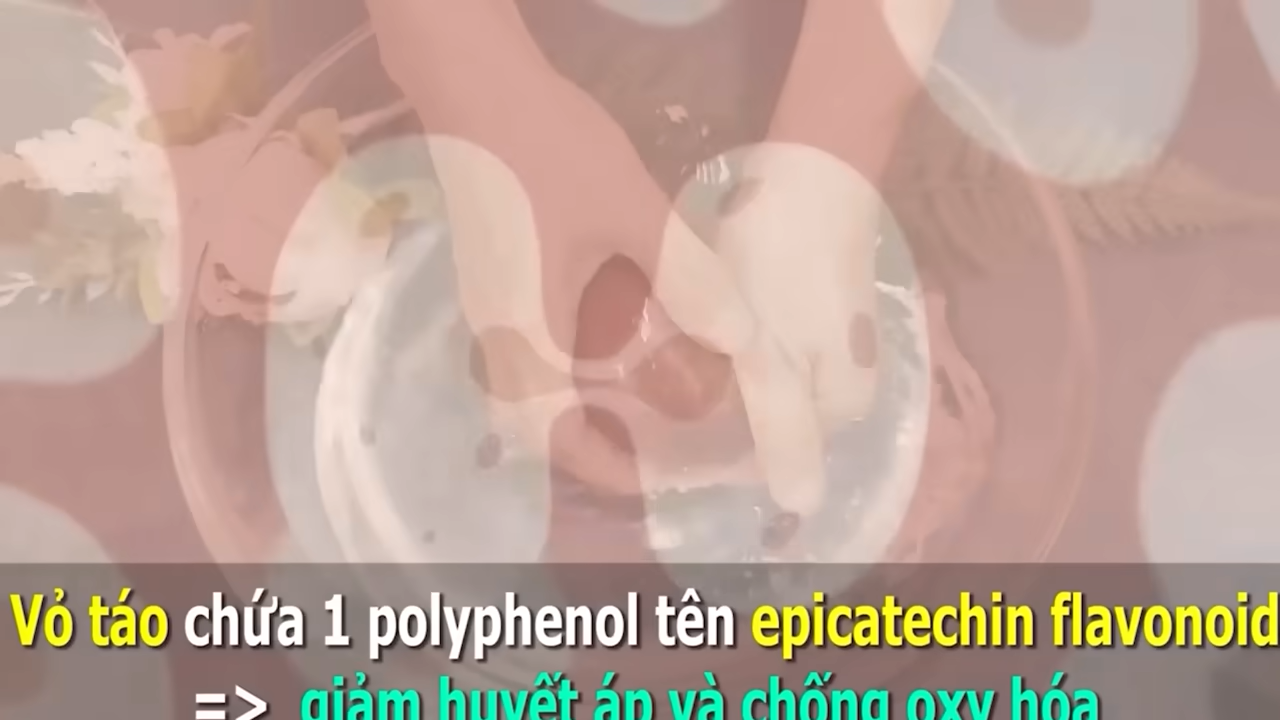 Vỏ táo chứa 1 polyphenol tên epicatechin flavonoid
=> giảm huyết áp và chống oxy hóa